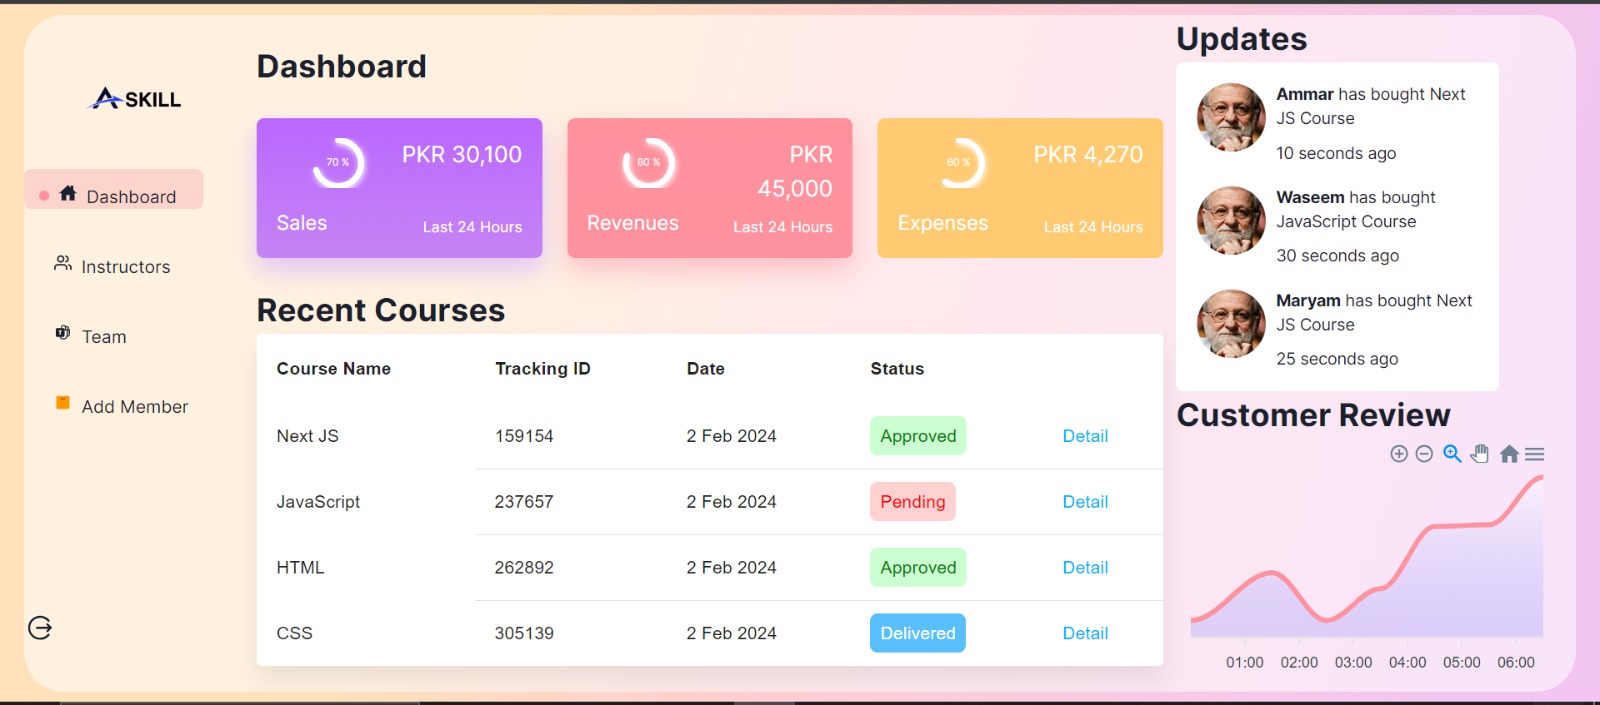 SKILL
Dashboard
Instructors
Team
Add Member
Dashboard
70 %
PKR 30,100
Sales
Last 24 Hours
80 %
PKR
45,000
Revenues
Last 24 Hours
60 %
PKR 4,270
Expenses
Last 24 Hours
Recent Courses
Course Name Tracking ID Date Status
Next JS 159154 2 Feb 2024 Approved Detail
JavaScript 237657 2 Feb 2024 Pending Detail
HTML 262892 2 Feb 2024 Approved Detail
CSS 305139 2 Feb 2024 Delivered Detail
Updates
Ammar has bought Next
JS Course
10 seconds ago
Waseem has bought
JavaScript Course
30 seconds ago
Maryam has bought Next
JS Course
25 seconds ago
Customer Review
01:00 02:00 03:00 04:00 05:00 06:00